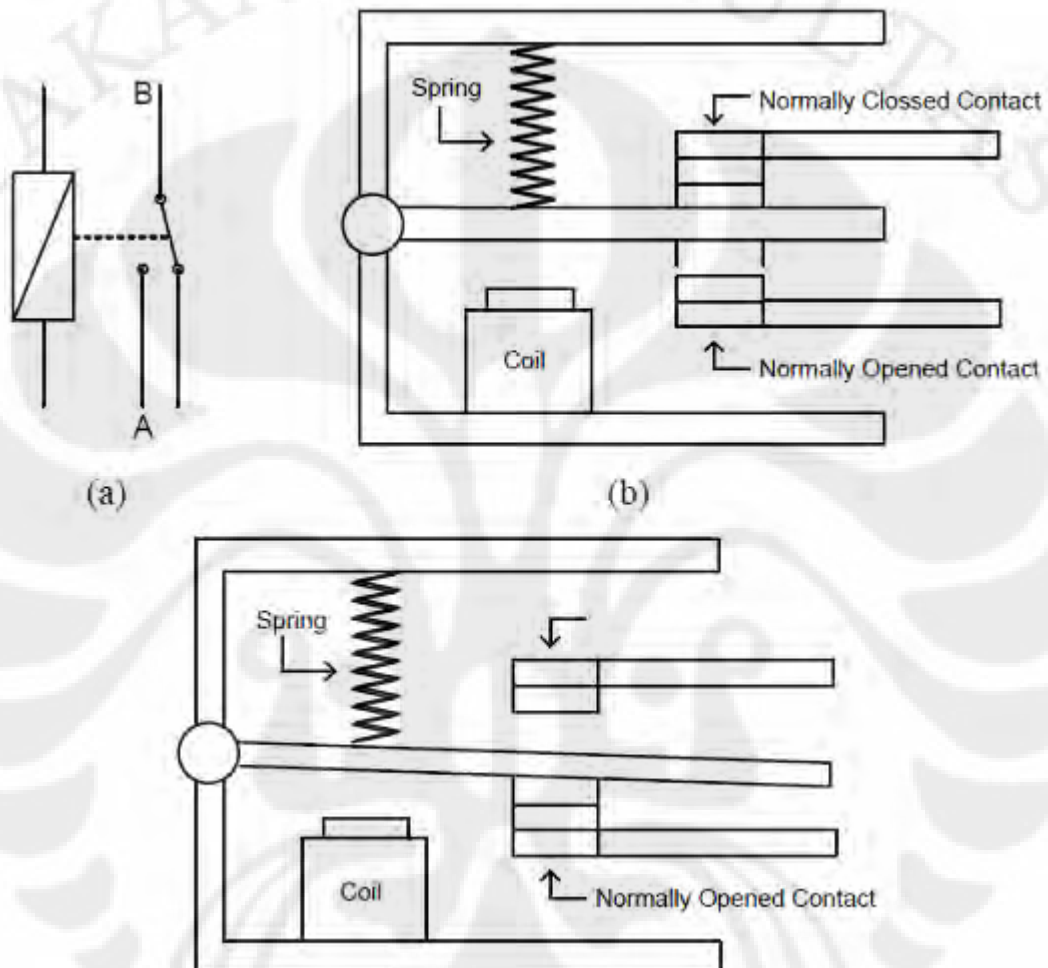 B
Spring
Normally Clossed Contact
Coil
Normally Opened Contact
A
(a)
(b)
Spring
Coil
Normally Opened Contact